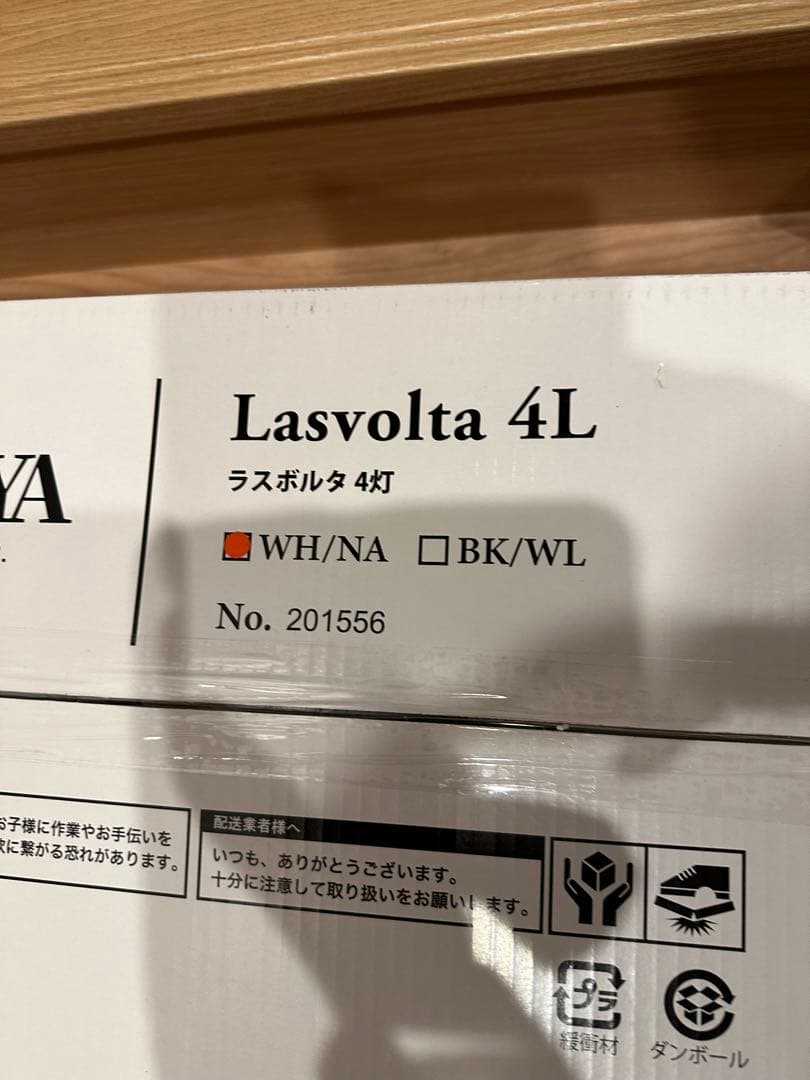 YA
Lasvolta 4L
ラスボルタ 4灯
WH/NA BK/WL
No. 201556
お子様に作業やお手伝いを
に繋がる恐れがあります。
配送業者様へ
いつも、ありがとうございます。
十分に注意して取り扱いをお願いします。
プラ
緩衝材
ダンボール